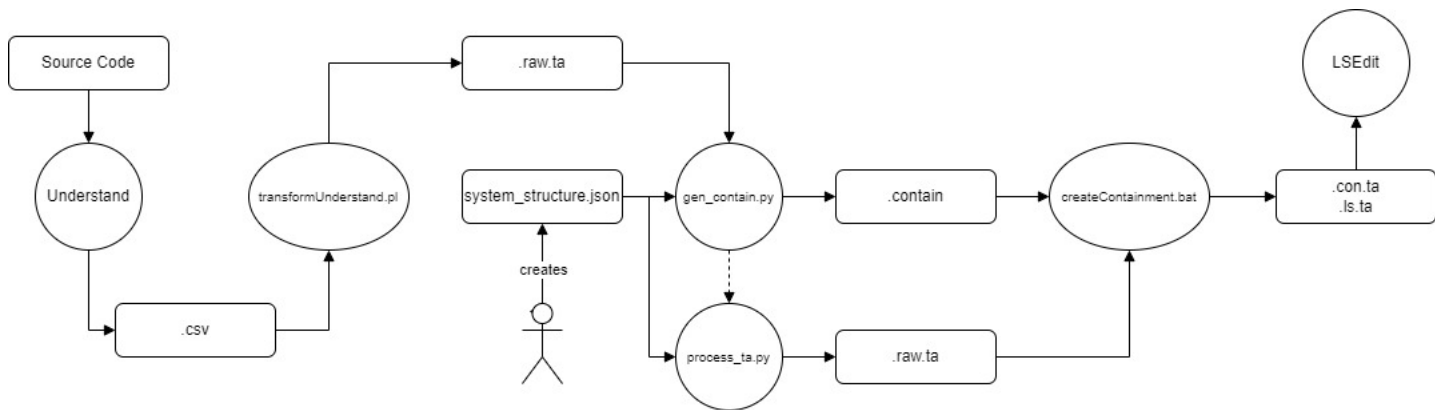 Source Code
Understand
.csv
transformUnderstand.pl
.raw.ta
system_structure.json
creates
gen_contain.py
process_ta.py
.contain
.raw.ta
createContainment.bat
.con.ta
.ls.ta
LSEdit